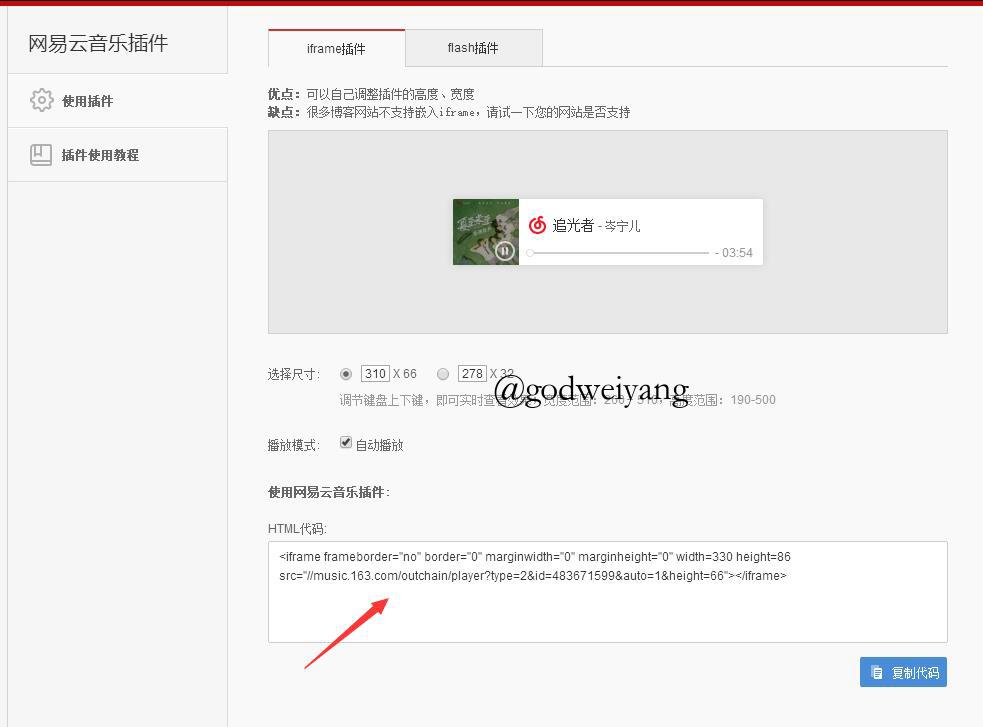 网易云音乐插件
使用插件
插件使用教程
iframe插件
flash插件
优点：可以自己调整插件的高度、宽度
缺点：很多博客网站不支持嵌入iframe，请试一下您的网站是否支持
追光者 - 岑宁儿
- 03:54
选择尺寸: 310 X 66 278 X 32
@godweiyang
调节键盘上下键，即可实时查看效果，宽度范围：200 - 510，高度范围：190-500
播放模式: 自动播放
使用网易云音乐插件:
HTML代码:
<iframe frameborder="no" border="0" marginwidth="0" marginheight="0" width=330 height=86
src="//music.163.com/outchain/player?type=2&id=483671599&auto=1&height=66"></iframe>
复制代码